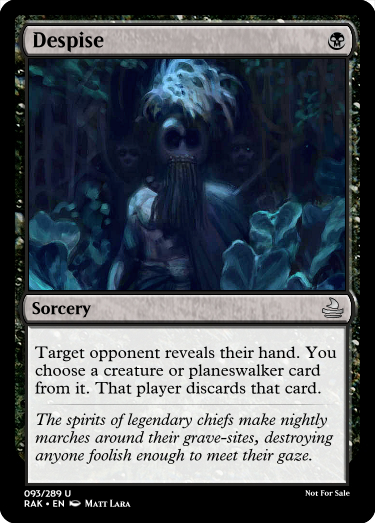 Despise
Sorcery
Target opponent reveals their hand. You
choose a creature or planeswalker card
from it. That player discards that card.
The spirits of legendary chiefs make nightly
marches around their grave-sites, destroying
anyone foolish enough to meet their gaze.
093/289 U
Not For Sale
RAK • EN Matt Lara